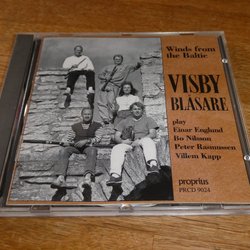 Winds from
the Baltic
VISBY
BLÅSARE
play
Einar Englund
Bo Nilsson
Peter Rasmussen
Villem Kapp
proprius
PRCD 9024